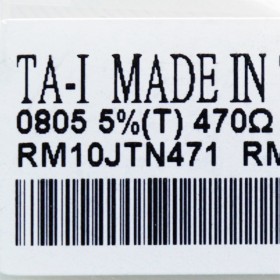 TA-I MADE IN
0805 5%(T) 470Ω
RM10JTN471 RM